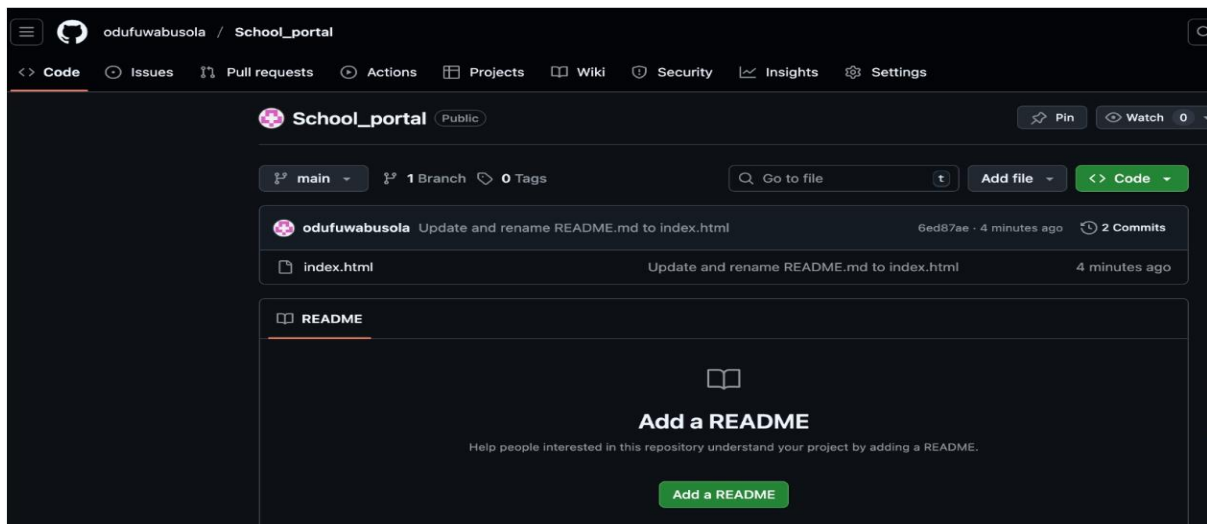 odufuwabusola / School_portal
<> Code Issues Pull requests Actions Projects Wiki Security Insights Settings
School_portal Public Pin Watch 0
main 1 Branch 0 Tags Go to file t Add file <> Code
odufuwabusola Update and rename README.md to index.html 6ed87ae · 4 minutes ago 2 Commits
index.html Update and rename README.md to index.html 4 minutes ago
README
Add a README
Help people interested in this repository understand your project by adding a README.
Add a README